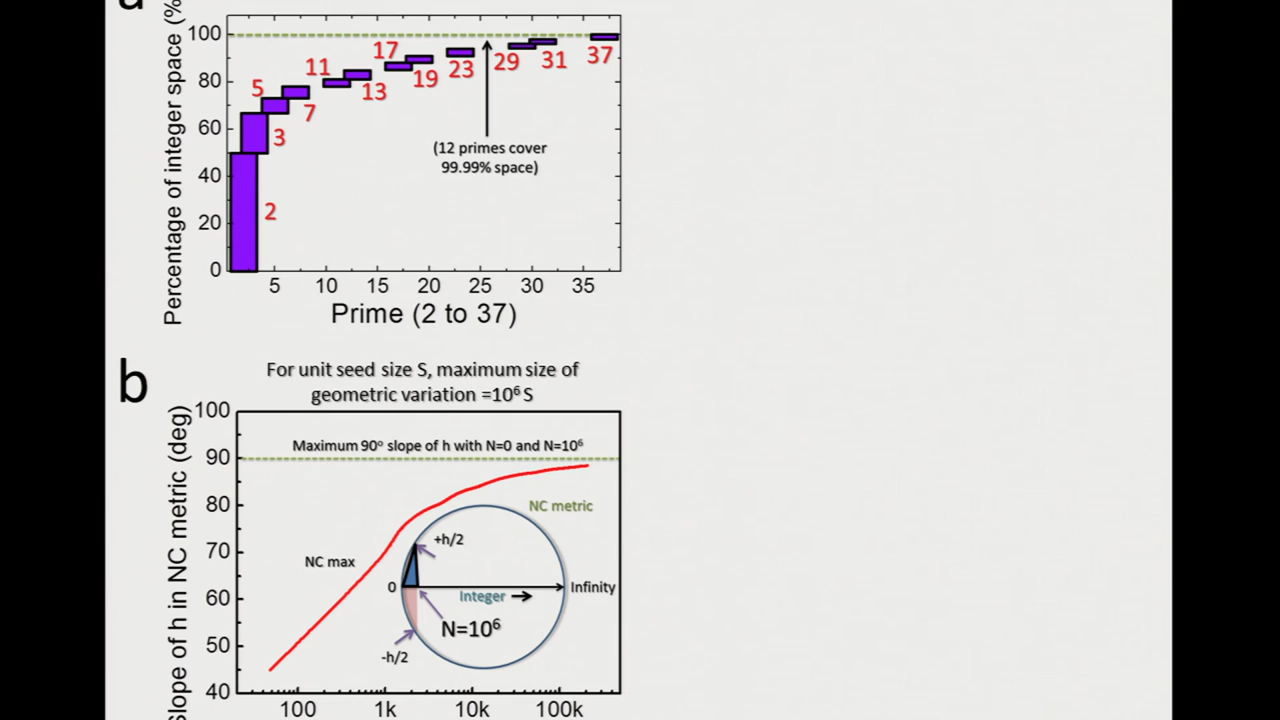 a
Percentage of integer space (%
100
80
60
40
20
0
2
3
5
7
11
13
17
19
23
29
31
37
(12 primes cover
99.99% space)
5 10 15 20 25 30 35
Prime (2 to 37)
b
For unit seed size S, maximum size of
geometric variation =10⁶ S
Slope of h in NC metric (deg)
100
90
80
70
60
50
40
Maximum 90° slope of h with N=0 and N=10⁶
NC metric
NC max
+h/2
0
Infinity
Integer
N=10⁶
-h/2
100 1k 10k 100k